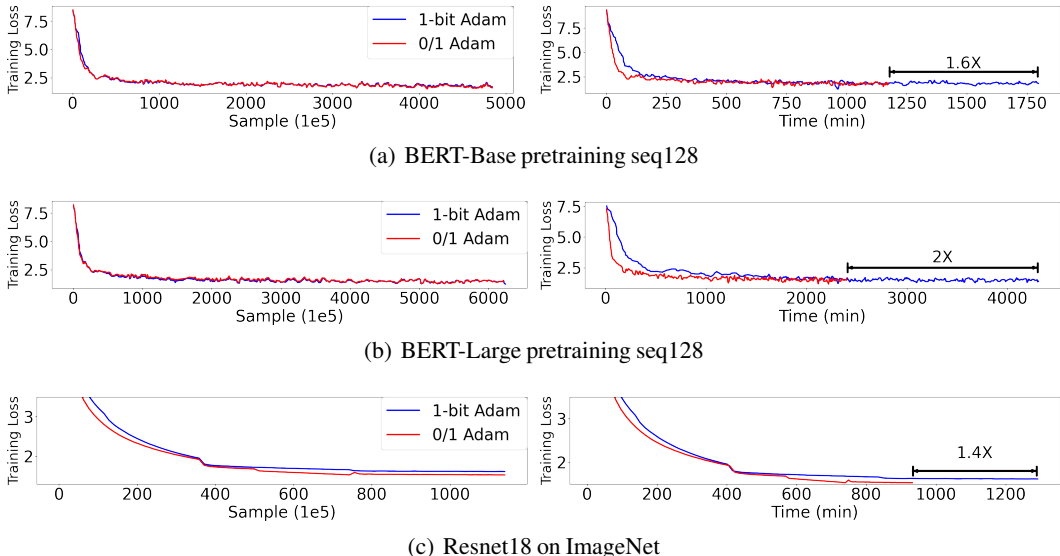 Training Loss
7.5
5.0
2.5
1-bit Adam
0/1 Adam
0 1000 2000 3000 4000 5000
Sample (1e5)
Training Loss
7.5
5.0
2.5
1.6X
0 250 500 750 1000 1250 1500 1750
Time (min)
(a) BERT-Base pretraining seq128
Training Loss
7.5
5.0
2.5
1-bit Adam
0/1 Adam
0 1000 2000 3000 4000 5000 6000
Sample (1e5)
Training Loss
7.5
5.0
2.5
2X
0 1000 2000 3000 4000
Time (min)
(b) BERT-Large pretraining seq128
Training Loss
3
2
1-bit Adam
0/1 Adam
0 200 400 600 800 1000
Sample (1e5)
Training Loss
3
2
1.4X
0 200 400 600 800 1000 1200
Time (min)
(c) Resnet18 on ImageNet